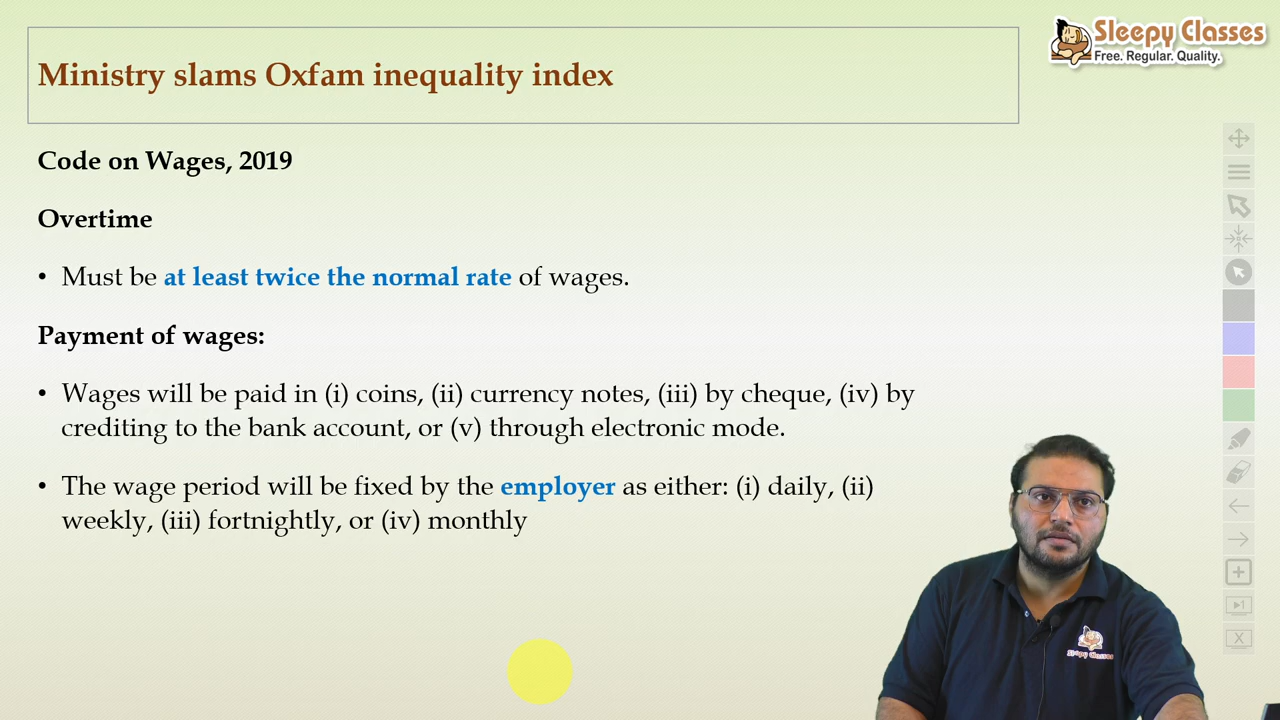 Sleepy Classes
Free. Regular. Quality.
Ministry slams Oxfam inequality index
Code on Wages, 2019
Overtime
• Must be at least twice the normal rate of wages.
Payment of wages:
• Wages will be paid in (i) coins, (ii) currency notes, (iii) by cheque, (iv) by
crediting to the bank account, or (v) through electronic mode.
• The wage period will be fixed by the employer as either: (i) daily, (ii)
weekly, (iii) fortnightly, or (iv) monthly
Sleepy Classes
1
X